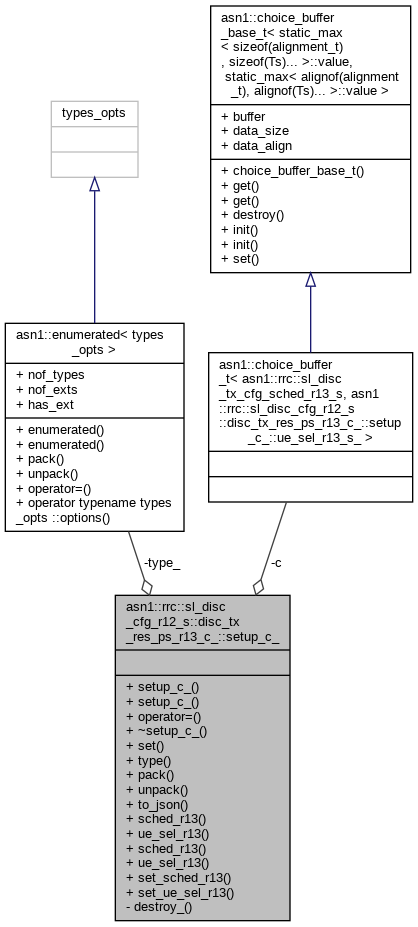 asn1::choice_buffer
_base_t< static_max
< sizeof(alignment_t)
, sizeof(Ts)... >::value,
static_max< alignof(alignment
_t), alignof(Ts)... >::value >
+ buffer
+ data_size
+ data_align
+ choice_buffer_base_t()
+ get()
+ get()
+ destroy()
+ init()
+ init()
+ set()
types_opts
asn1::enumerated< types
_opts >
+ nof_types
+ nof_exts
+ has_ext
+ enumerated()
+ enumerated()
+ pack()
+ unpack()
+ operator=()
+ operator typename types
_opts ::options()
asn1::choice_buffer
_t< asn1::rrc::sl_disc
_tx_cfg_sched_r13_s, asn1
::rrc::sl_disc_cfg_r12_s
::disc_tx_res_ps_r13_c_::setup
_c_::ue_sel_r13_s_ >
-type_
-c
asn1::rrc::sl_disc
_cfg_r12_s::disc_tx
_res_ps_r13_c_::setup_c_
+ setup_c_()
+ setup_c_()
+ operator=()
+ ~setup_c_()
+ set()
+ type()
+ pack()
+ unpack()
+ to_json()
+ sched_r13()
+ ue_sel_r13()
+ sched_r13()
+ ue_sel_r13()
+ set_sched_r13()
+ set_ue_sel_r13()
- destroy_()